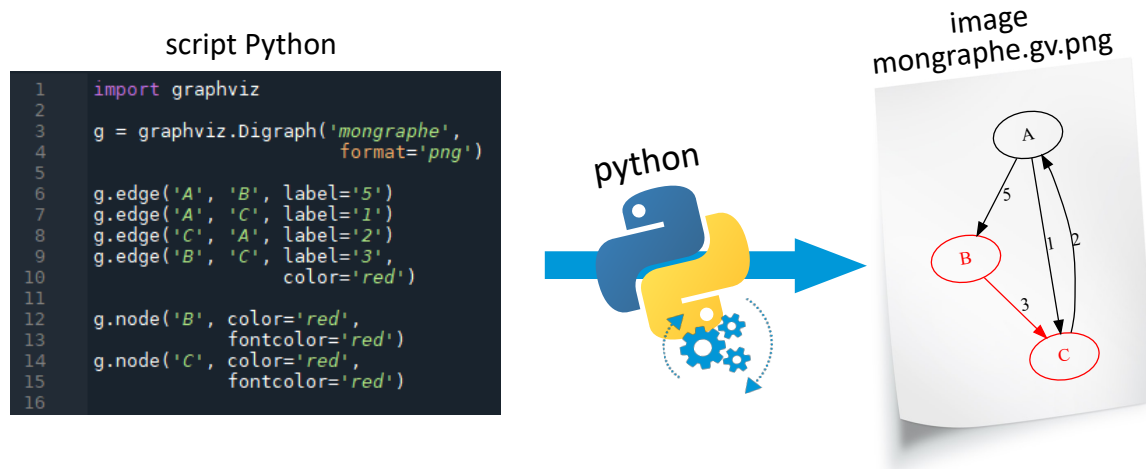 script Python
1 import graphviz
2
3 g = graphviz.Digraph('mongraphe',
4 format='png')
5
6 g.edge('A', 'B', label='5')
7 g.edge('A', 'C', label='1')
8 g.edge('C', 'A', label='2')
9 g.edge('B', 'C', label='3',
10 color='red')
11
12 g.node('B', color='red',
13 fontcolor='red')
14 g.node('C', color='red',
15 fontcolor='red')
16
python
image
mongraphe.gv.png
A
5
1
2
B
3
C